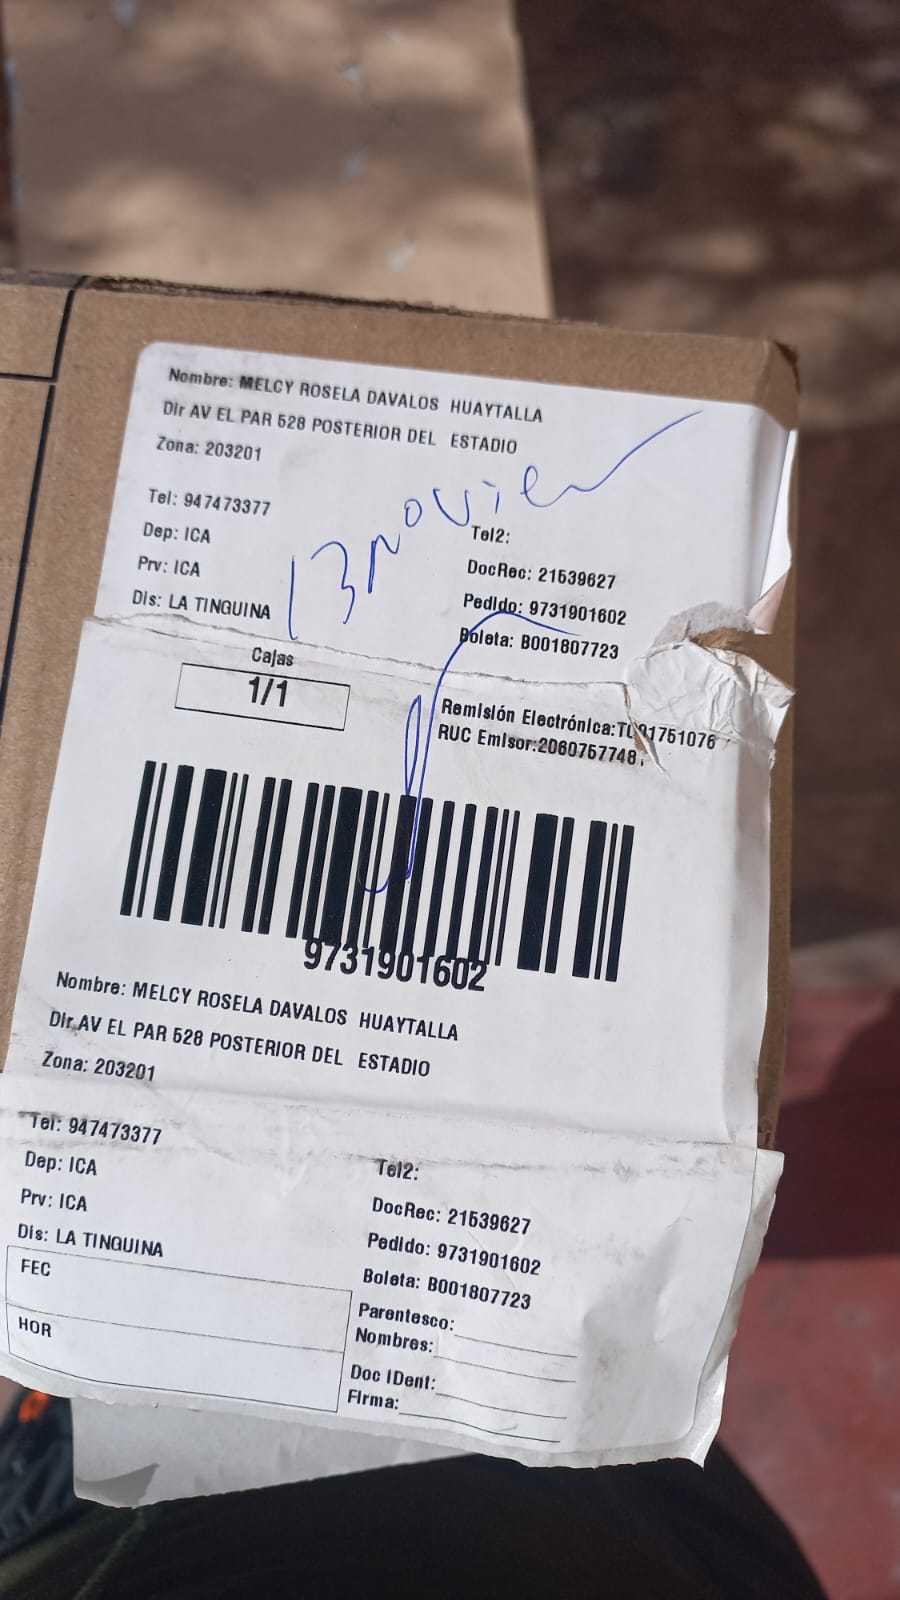 Nombre: MELCY ROSELA DAVALOS HUAYTALLA
Dir AV EL PAR 528 POSTERIOR DEL ESTADIO
Zona: 203201
13 novien
Tel: 947473377
Tel2:
Dep: ICA
DocRec: 21539627
Prv: ICA
Pedido: 9731901602
Dis: LA TINGUINA
Boleta: B001807723
Cajas
1/1
Remisión Electrónica:T001751076
RUC Emisor:2060757748
9731901602
Nombre: MELCY ROSELA DAVALOS HUAYTALLA
Dir AV EL PAR 528 POSTERIOR DEL ESTADIO
Zona: 203201
Tel: 947473377
Tel2:
Dep: ICA
DocRec: 21539627
Prv: ICA
Pedido: 9731901602
Dis: LA TINGUINA
Boleta: B001807723
FEC
Parentesco:
Nombres:
HOR
Doc IDent:
Firma: